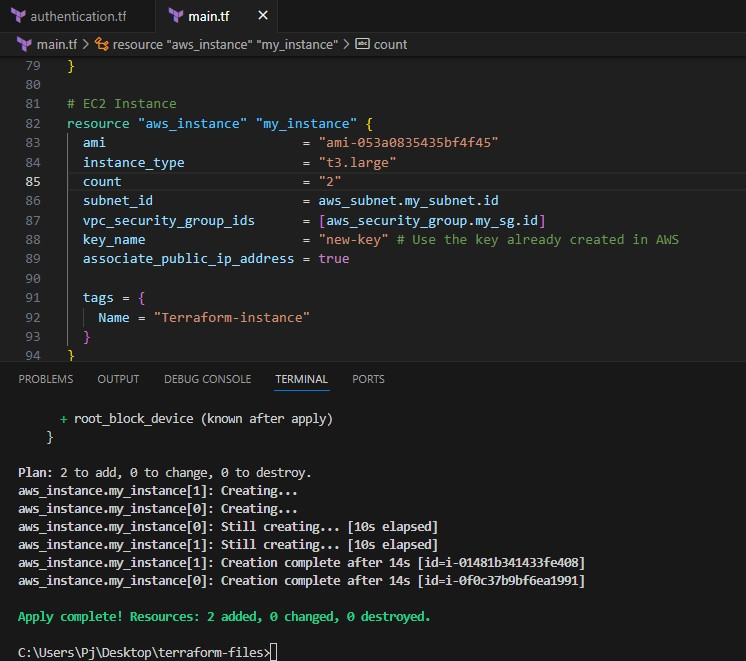 authentication.tf main.tf ✕
main.tf > resource "aws_instance" "my_instance" > abc count
79 }
80
81 # EC2 Instance
82 resource "aws_instance" "my_instance" {
83 ami = "ami-053a0835435bf4f45"
84 instance_type = "t3.large"
85 count = "2"
86 subnet_id = aws_subnet.my_subnet.id
87 vpc_security_group_ids = [aws_security_group.my_sg.id]
88 key_name = "new-key" # Use the key already created in AWS
89 associate_public_ip_address = true
90
91 tags = {
92 Name = "Terraform-instance"
93 }
94 }
PROBLEMS OUTPUT DEBUG CONSOLE TERMINAL PORTS
+ root_block_device (known after apply)
}
Plan: 2 to add, 0 to change, 0 to destroy.
aws_instance.my_instance[1]: Creating...
aws_instance.my_instance[0]: Creating...
aws_instance.my_instance[0]: Still creating... [10s elapsed]
aws_instance.my_instance[1]: Still creating... [10s elapsed]
aws_instance.my_instance[1]: Creation complete after 14s [id=i-01481b341433fe408]
aws_instance.my_instance[0]: Creation complete after 14s [id=i-0f0c37b9bf6ea1991]
Apply complete! Resources: 2 added, 0 changed, 0 destroyed.
C:\Users\Pj\Desktop\terraform-files>